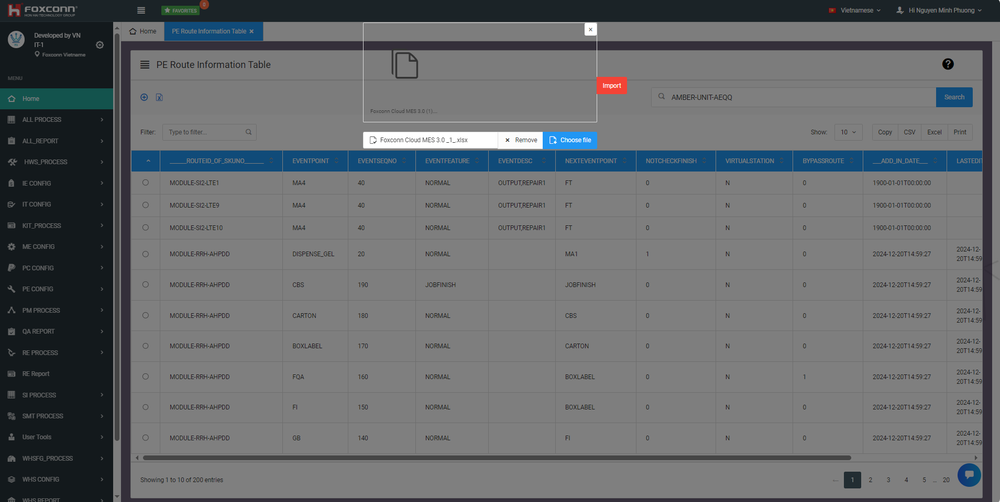 FOXCONN®
HON HAI TECHNOLOGY GROUP
FAVORITES
0
Vietnamese
Hi Nguyen Minh Phuong
Developed by VN
IT-1
Foxconn Vietname
MENU
Home
ALL PROCESS
ALL_REPORT
HWS_PROCESS
IE CONFIG
IT CONFIG
KIT_PROCESS
ME CONFIG
PC CONFIG
PE CONFIG
PM PROCESS
QA REPORT
RE PROCESS
RE Report
SI PROCESS
SMT PROCESS
User Tools
WHSFG_PROCESS
WHS CONFIG
WHS REPORT
Home
PE Route Information Table ×
×
PE Route Information Table
?
Import
AMBER-UNIT-AEQQ
Search
Foxconn Cloud MES 3.0 (1)....
Filter: Type to filter...
Foxconn Cloud MES 3.0 _1_.xlsx
× Remove
Choose file
Show: 10
Copy CSV Excel Print
______ROUTEID_OF_SKUNO_______ EVENTPOINT EVENTSEQNO EVENTFEATURE EVENTDESC NEXTEVENTPOINT NOTCHECKFINISH VIRTUALSTATION BYPASSROUTE ___ADD_IN_DATE___ LASTEDIT
MODULE-SI2-LTE1 MA4 40 NORMAL OUTPUT,REPAIR1 FT 0 N 0 1900-01-01T00:00:00
MODULE-SI2-LTE9 MA4 40 NORMAL OUTPUT,REPAIR1 FT 0 N 0 1900-01-01T00:00:00
MODULE-SI2-LTE10 MA4 40 NORMAL OUTPUT,REPAIR1 FT 0 N 0 1900-01-01T00:00:00
MODULE-RRH-AHPDD DISPENSE_GEL 20 NORMAL MA1 1 N 0 2024-12-20T14:59:27 2024-12-
20T14:59
MODULE-RRH-AHPDD CBS 190 JOBFINISH JOBFINISH 0 N 0 2024-12-20T14:59:27 2024-12-
20T14:59
MODULE-RRH-AHPDD CARTON 180 NORMAL CBS 0 N 0 2024-12-20T14:59:27 2024-12-
20T14:59
MODULE-RRH-AHPDD BOXLABEL 170 NORMAL CARTON 0 N 0 2024-12-20T14:59:27 2024-12-
20T14:59
MODULE-RRH-AHPDD FQA 160 NORMAL BOXLABEL 0 N 1 2024-12-20T14:59:27 2024-12-
20T14:59
MODULE-RRH-AHPDD FI 150 NORMAL BOXLABEL 0 N 0 2024-12-20T14:59:27 2024-12-
20T14:59
MODULE-RRH-AHPDD GB 140 NORMAL FI 0 N 0 2024-12-20T14:59:27 2024-12-
20T14:59
Showing 1 to 10 of 200 entries
← 1 2 3 4 5 ... 20